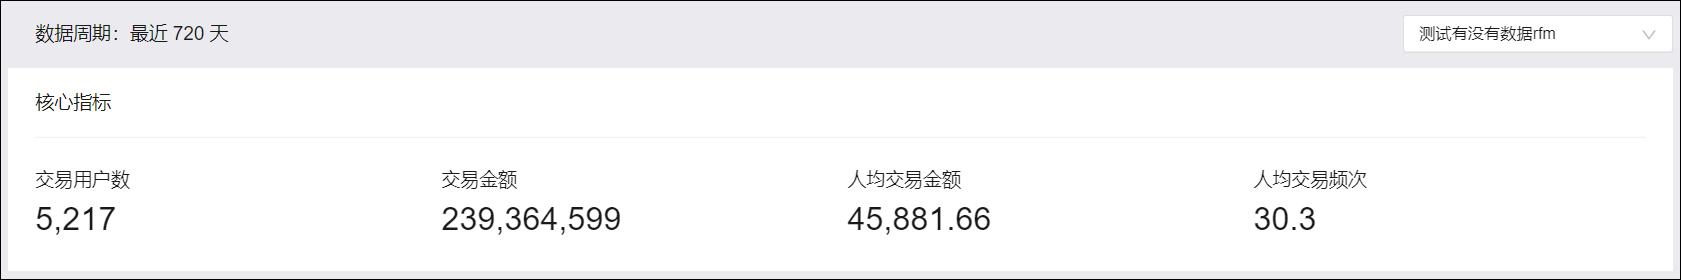 数据周期：最近 720 天
测试有没有数据rfm
核心指标
交易用户数
5,217
交易金额
239,364,599
人均交易金额
45,881.66
人均交易频次
30.3